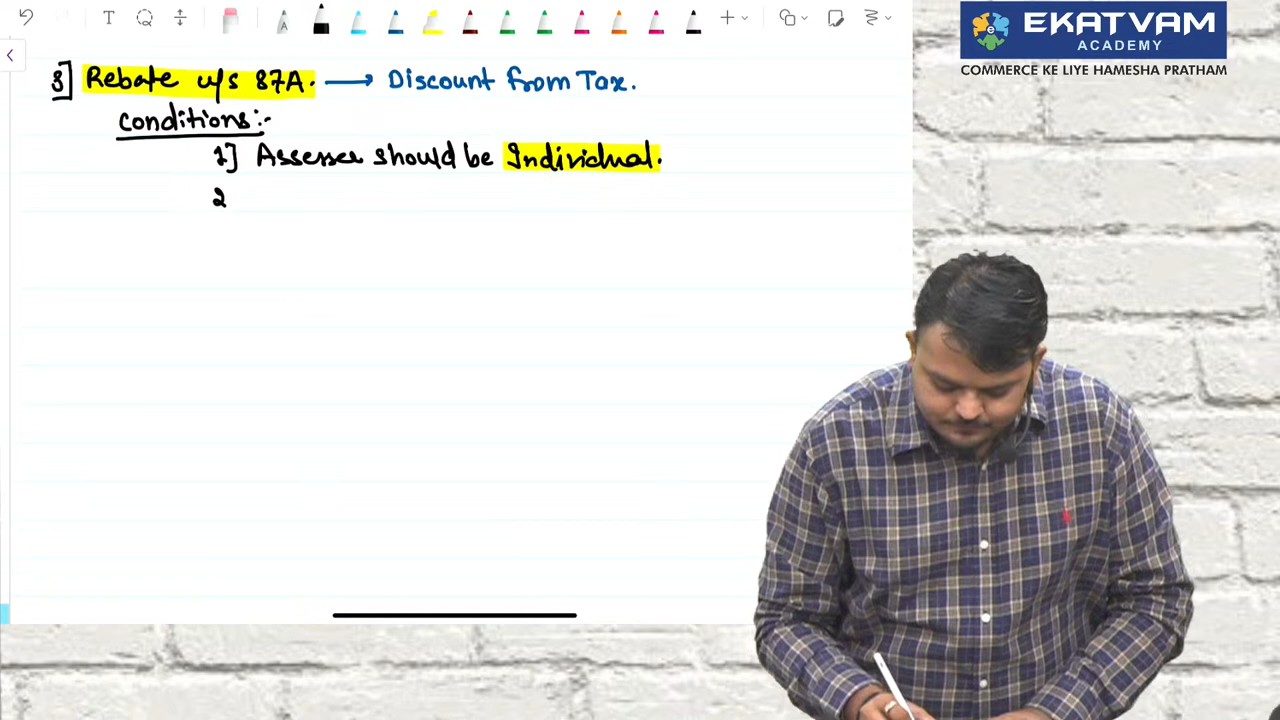 EKATVAM
ACADEMY
COMMERCE KE LIYE HAMESHA PRATHAM
8] Rebate u/s 87A. → Discount from Tax.
Conditions:-
1] Assessee should be Individual.
2